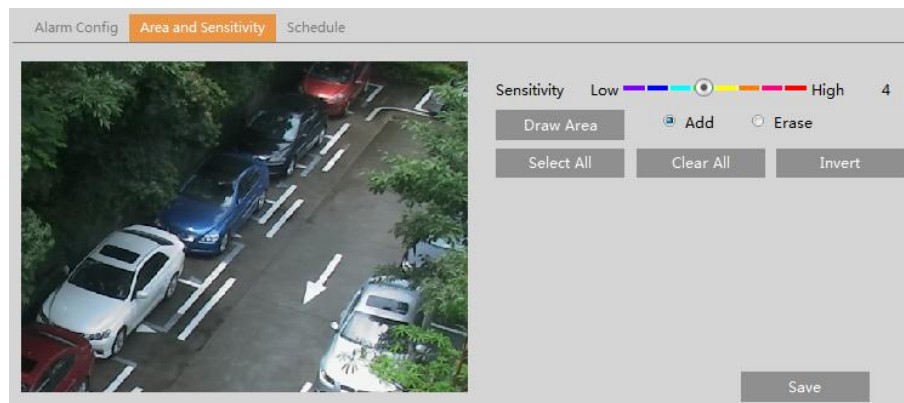 Alarm Config Area and Sensitivity Schedule
Sensitivity Low High 4
Draw Area Add Erase
Select All Clear All Invert
Save